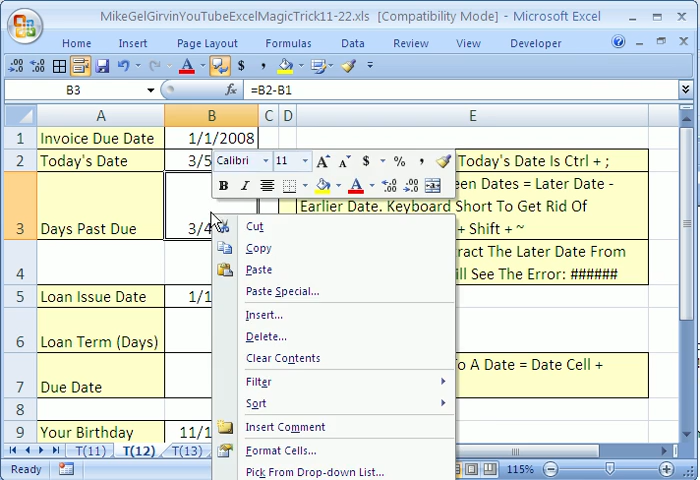 MikeGelGirvinYouTubeExcelMagicTrick11-22.xls [Compatibility Mode] - Microsoft Excel
Home Insert Page Layout Formulas Data Review View Developer
B3 fx =B2-B1
A B C D E
1 Invoice Due Date 1/1/2008
Calibri 11 A A $ % ,
2 Today's Date 3/5 Today's Date Is Ctrl + ;
B I A
een Dates = Later Date -
Earlier Date. Keyboard Short To Get Rid Of
3 Days Past Due 3/4 + Shift + ~
Cut
Copy
ract The Later Date From
4 ll See The Error: ######
Paste
Paste Special...
5 Loan Issue Date 1/1
Insert...
Delete...
6 Loan Term (Days)
Clear Contents
To A Date = Date Cell +
7 Due Date
Filter
Sort
8
Insert Comment
9 Your Birthday 11/1
T(11) T(12) T(13)
Format Cells...
Ready
Pick From Drop-down List...
115%